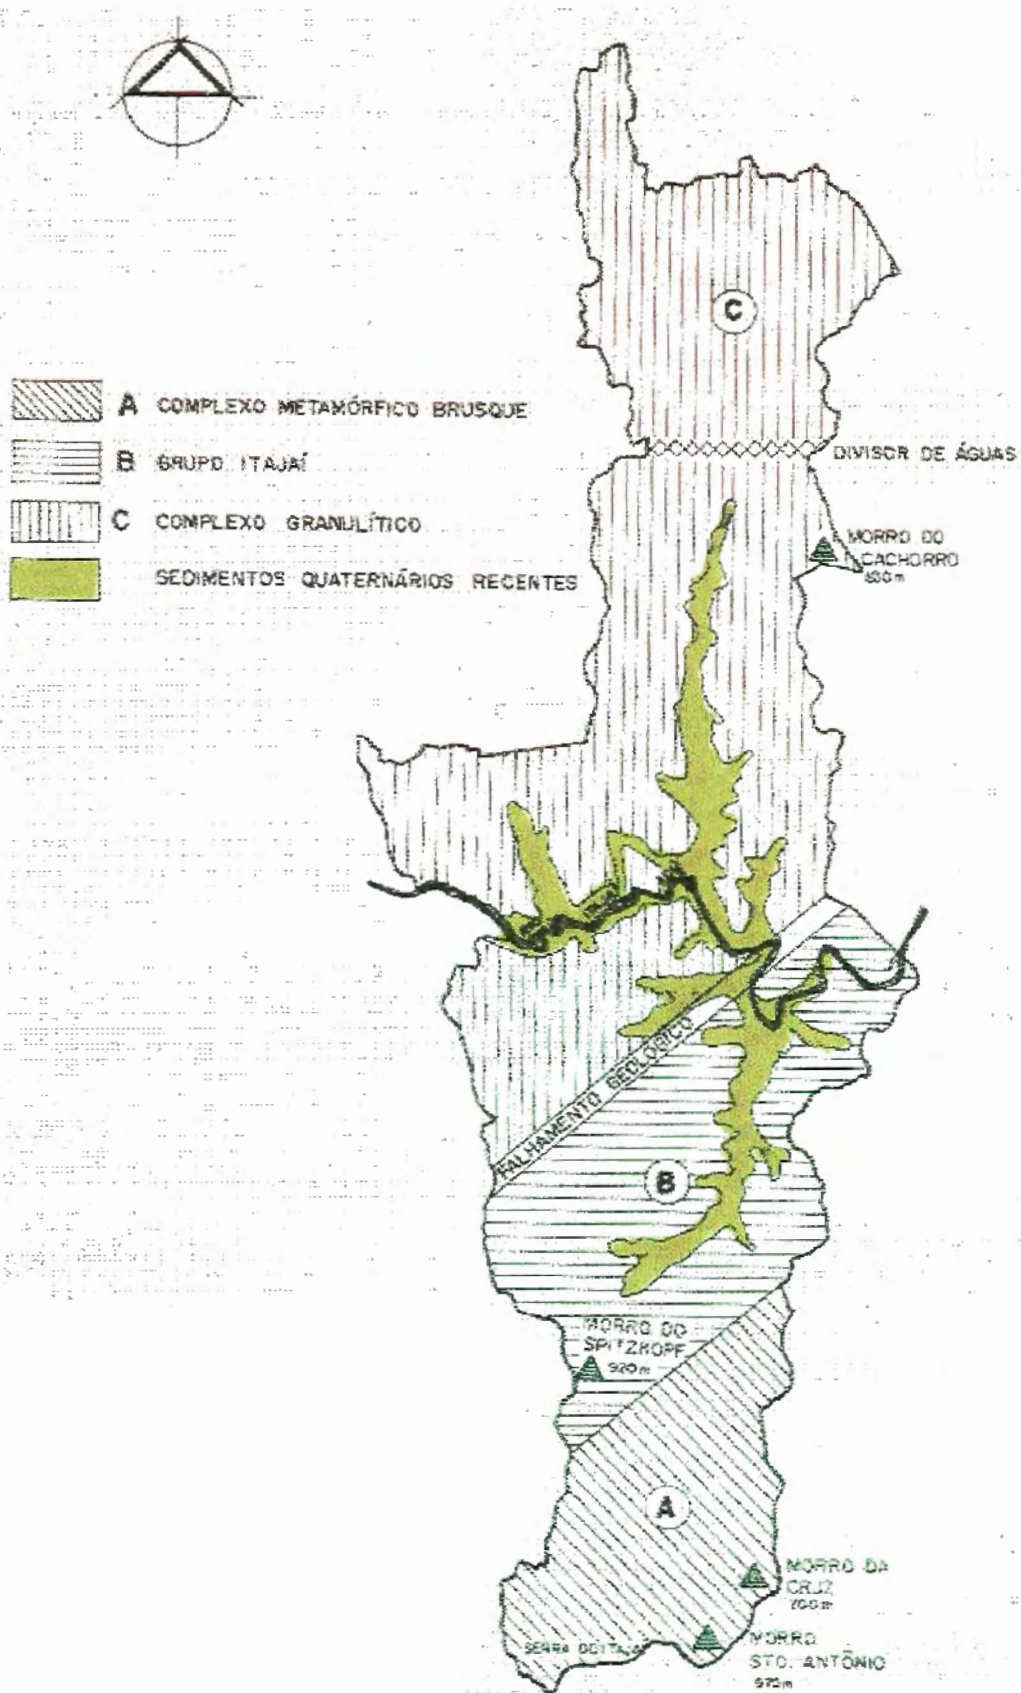 C
A COMPLEXO METAMÓRFICO BRUSQUE
B GRUPO ITAJAÍ
C COMPLEXO GRANULÍTICO
SEDIMENTOS QUATERNÁRIOS RECENTES
DIVISOR DE ÁGUAS
MORRO DO
CACHORRO
FALHAMENTO GEOLÓGICO
B
MORRO DO
SPITZKOPF
920m
A
MORRO DA
CRUZ
SERRA DO ITAJAÍ
MORRO
STO. ANTÔNIO